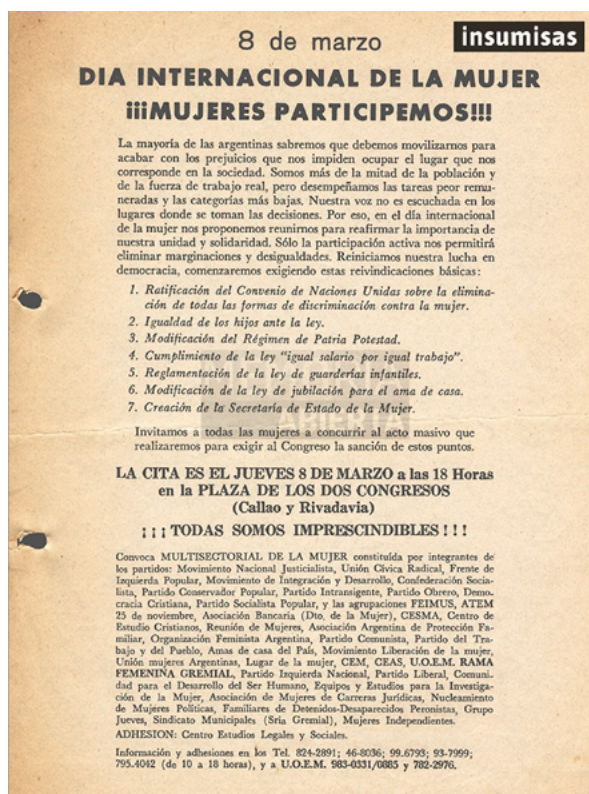 8 de marzo
insumisas
DIA INTERNACIONAL DE LA MUJER
¡¡¡MUJERES PARTICIPEMOS!!!
La mayoría de las argentinas sabremos que debemos movilizarnos para
acabar con los prejuicios que nos impiden ocupar el lugar que nos
corresponde en la sociedad. Somos más de la mitad de la población y
de la fuerza de trabajo real, pero desempeñamos las tareas peor remu-
neradas y las categorías más bajas. Nuestra voz no es escuchada en los
lugares donde se toman las decisiones. Por eso, en el día internacional
de la mujer nos proponemos reunirnos para reafirmar la importancia de
nuestra unidad y solidaridad. Sólo la participación activa nos permitirá
eliminar marginaciones y desigualdades. Reiniciamos nuestra lucha en
democracia, comenzaremos exigiendo estas reivindicaciones básicas:
1. Ratificación del Convenio de Naciones Unidas sobre la elimina-
ción de todas las formas de discriminación contra la mujer.
2. Igualdad de los hijos ante la ley.
3. Modificación del Régimen de Patria Potestad.
4. Cumplimiento de la ley "igual salario por igual trabajo".
5. Reglamentación de la ley de guarderías infantiles.
6. Modificación de la ley de jubilación para el ama de casa.
7. Creación de la Secretaría de Estado de la Mujer.
Invitamos a todas las mujeres a concurrir al acto masivo que
realizaremos para exigir al Congreso la sanción de estos puntos.
LA CITA ES EL JUEVES 8 DE MARZO a las 18 Horas
en la PLAZA DE LOS DOS CONGRESOS
(Callao y Rivadavia)
¡¡¡TODAS SOMOS IMPRESCINDIBLES!!!
Convoca MULTISECTORIAL DE LA MUJER constituída por integrantes de
los partidos: Movimiento Nacional Justicialista, Unión Cívica Radical, Frente de
Izquierda Popular, Movimiento de Integración y Desarrollo, Confederación Socia-
lista, Partido Conservador Popular, Partido Intransigente, Partido Obrero, Demo-
cracia Cristiana, Partido Socialista Popular, y las agrupaciones FEIMUS, ATEM
25 de noviembre, Asociación Bancaria (Dto. de la Mujer), CESMA, Centro de
Estudio Cristianos, Reunión de Mujeres, Asociación Argentina de Protección Fa-
miliar, Organización Feminista Argentina, Partido Comunista, Partido del Tra-
bajo y del Pueblo, Amas de casa del País, Movimiento Liberación de la mujer,
Unión mujeres Argentinas, Lugar de la mujer, CEM, CEAS, U.O.E.M. RAMA
FEMENINA GREMIAL, Partido Izquierda Nacional, Partido Liberal, Comuni-
dad para el Desarrollo del Ser Humano, Equipos y Estudios para la Investiga-
ción de la Mujer, Asociación de Mujeres de Carreras Jurídicas, Nucleamiento
de Mujeres Políticas, Familiares de Detenidos-Desaparecidos Peronistas, Grupo
Jueves, Sindicato Municipales (Sria Gremial), Mujeres Independientes.
ADHESION: Centro Estudios Legales y Sociales.
Información y adhesiones en los Tel. 824-2891; 46-8036; 99.6793; 93-7999;
795.4042 (de 10 a 18 horas), y a U.O.E.M. 983-0331/0885 y 782-2976.